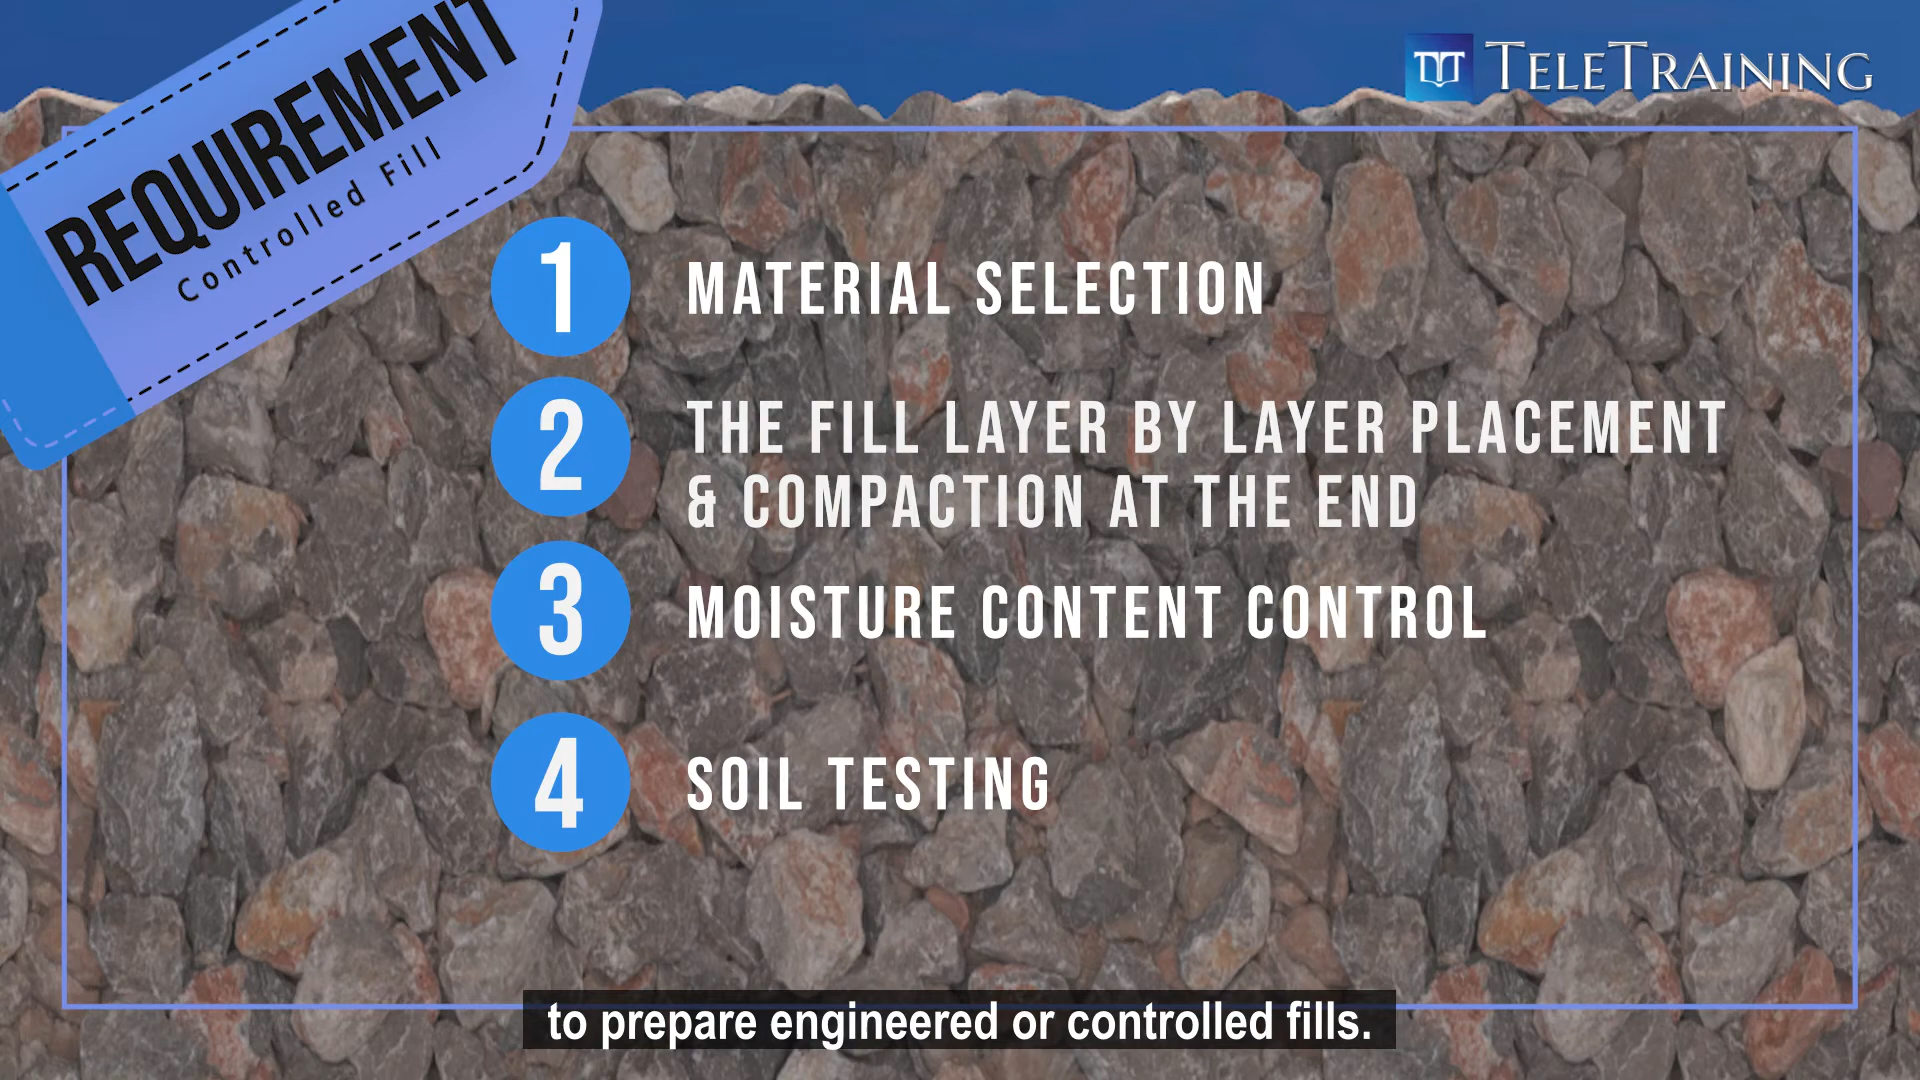 REQUIREMENT
Controlled Fill
TELETRAINING
1 MATERIAL SELECTION
2 THE FILL LAYER BY LAYER PLACEMENT
& COMPACTION AT THE END
3 MOISTURE CONTENT CONTROL
4 SOIL TESTING
to prepare engineered or controlled fills.